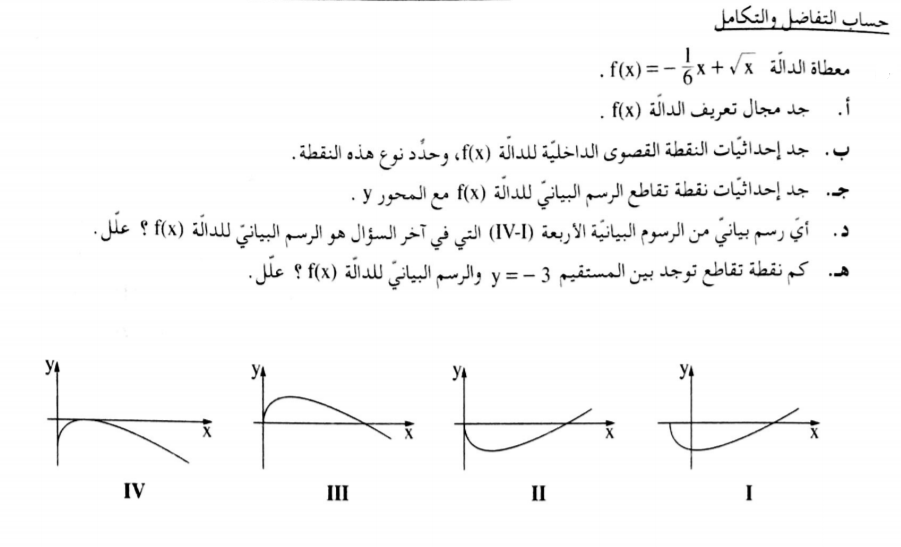 حساب التفاضل والتكامل
معطاة الدالّة f(x) = − 1/6 x + √x .
أ. جد مجال تعريف الدالّة f(x) .
ب. جد إحداثيّات النقطة القصوى الداخليّة للدالّة f(x)، وحدِّد نوع هذه النقطة.
جـ. جد إحداثيّات نقطة تقاطع الرسم البيانيّ للدالّة f(x) مع المحور y .
د. أيّ رسم بيانيّ من الرسوم البيانيّة الأربعة (IV-I) التي في آخر السؤال هو الرسم البيانيّ للدالّة f(x) ؟ علّل.
هـ. كم نقطة تقاطع توجد بين المستقيم y = − 3 والرسم البيانيّ للدالّة f(x) ؟ علّل.
y y y y
x x x x
IV III II I